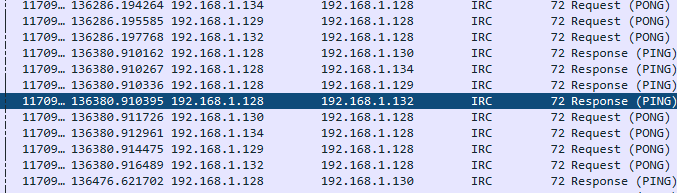 11709… 136286.194264 192.168.1.134 192.168.1.128 IRC 72 Request (PONG)
11709… 136286.195585 192.168.1.129 192.168.1.128 IRC 72 Request (PONG)
11709… 136286.197768 192.168.1.132 192.168.1.128 IRC 72 Request (PONG)
11709… 136380.910162 192.168.1.128 192.168.1.130 IRC 72 Response (PING)
11709… 136380.910267 192.168.1.128 192.168.1.134 IRC 72 Response (PING)
11709… 136380.910336 192.168.1.128 192.168.1.129 IRC 72 Response (PING)
11709… 136380.910395 192.168.1.128 192.168.1.132 IRC 72 Response (PING)
11709… 136380.911726 192.168.1.130 192.168.1.128 IRC 72 Request (PONG)
11709… 136380.912961 192.168.1.134 192.168.1.128 IRC 72 Request (PONG)
11709… 136380.914475 192.168.1.129 192.168.1.128 IRC 72 Request (PONG)
11709… 136380.916489 192.168.1.132 192.168.1.128 IRC 72 Request (PONG)
11709… 136476.621702 192.168.1.128 192.168.1.130 IRC 72 Response (PING)